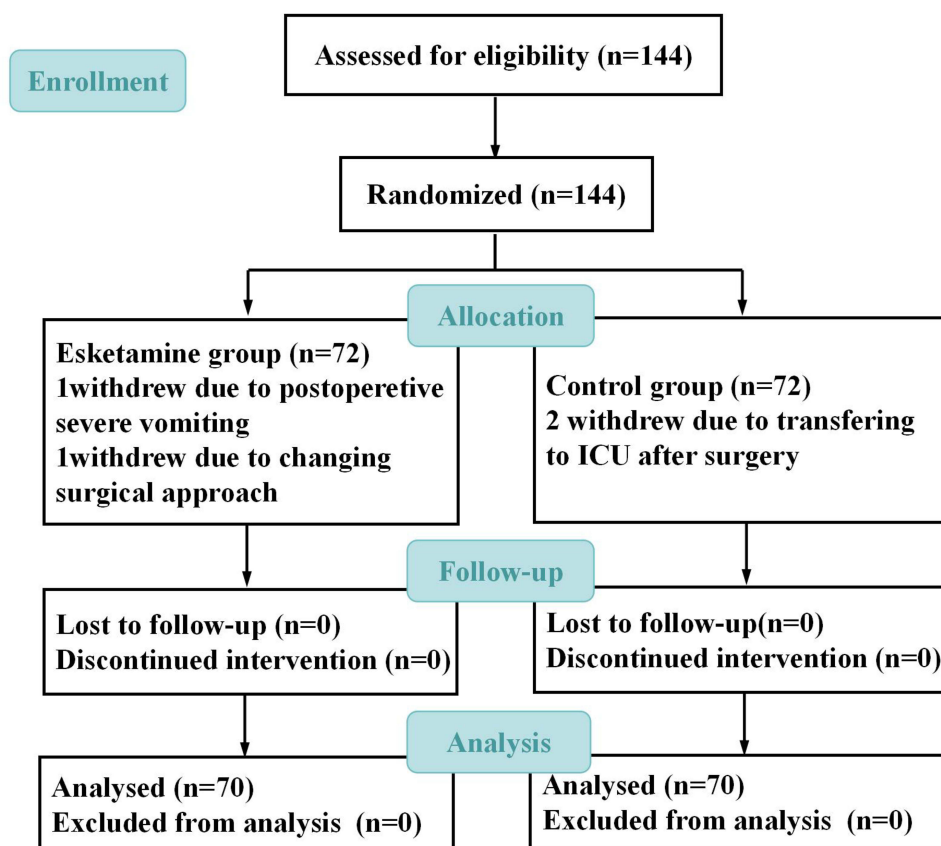 Assessed for eligibility (n=144)
Enrollment
Randomized (n=144)
Allocation
Esketamine group (n=72)
1withdrew due to postoperetive
severe vomiting
1withdrew due to changing
surgical approach
Control group (n=72)
2 withdrew due to transfering
to ICU after surgery
Follow-up
Lost to follow-up (n=0)
Discontinued intervention (n=0)
Lost to follow-up(n=0)
Discontinued intervention (n=0)
Analysis
Analysed (n=70)
Excluded from analysis  (n=0)
Analysed (n=70)
Excluded from analysis  (n=0)